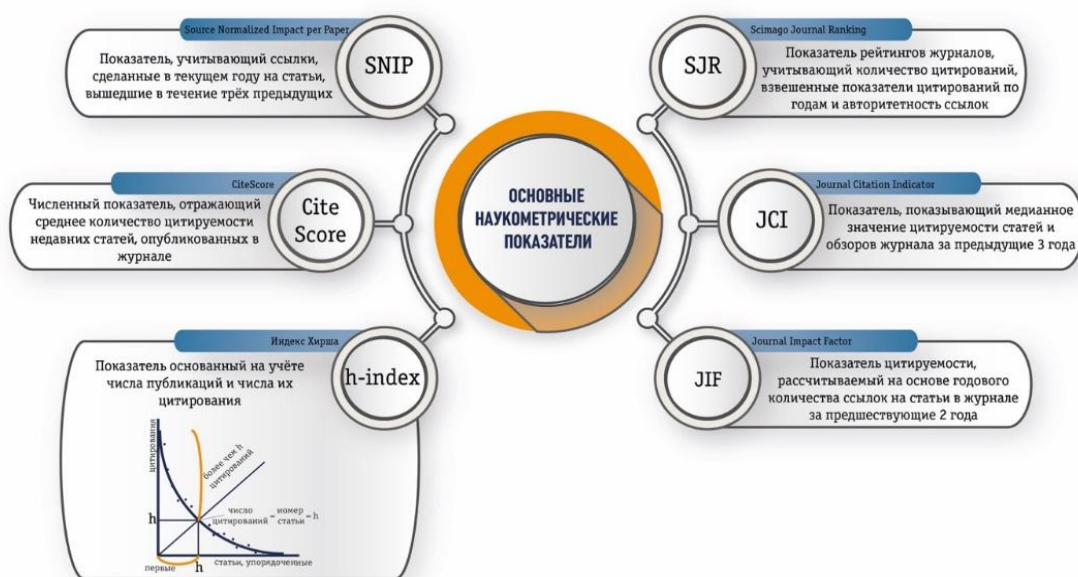 ОСНОВНЫЕ
НАУКОМЕТРИЧЕСКИЕ
ПОКАЗАТЕЛИ
Source Normalized Impact per Paper
SNIP
Показатель, учитывающий ссылки,
сделанные в текущем году на статьи,
вышедшие в течение трёх предыдущих
CiteScore
Cite
Score
Численный показатель, отражающий
среднее количество цитируемости
недавних статей, опубликованных в
журнале
Индекс Хирша
h-index
Показатель основанный на учёте
числа публикаций и числа их
цитирования
цитирования
более чем h
цитирований
число
цитирований = номер
статьи = h
h
первые
h
статьи, упорядоченные
Scimago Journal Ranking
SJR
Показатель рейтингов журналов,
учитывающий количество цитирований,
взвешенные показатели цитирований по
годам и авторитетность ссылок
Journal Citation Indicator
JCI
Показатель, показывающий медианное
значение цитируемости статей и
обзоров журнала за предыдущие 3 года
Journal Impact Factor
JIF
Показатель цитируемости,
рассчитываемый на основе годового
количества ссылок на статьи в журнале
за предшествующие 2 года